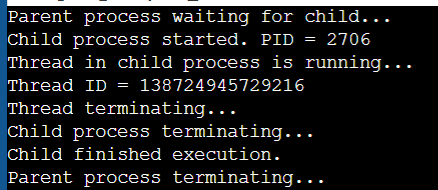 Parent process waiting for child...
Child process started. PID = 2706
Thread in child process is running...
Thread ID = 138724945729216
Thread terminating...
Child process terminating...
Child finished execution.
Parent process terminating...